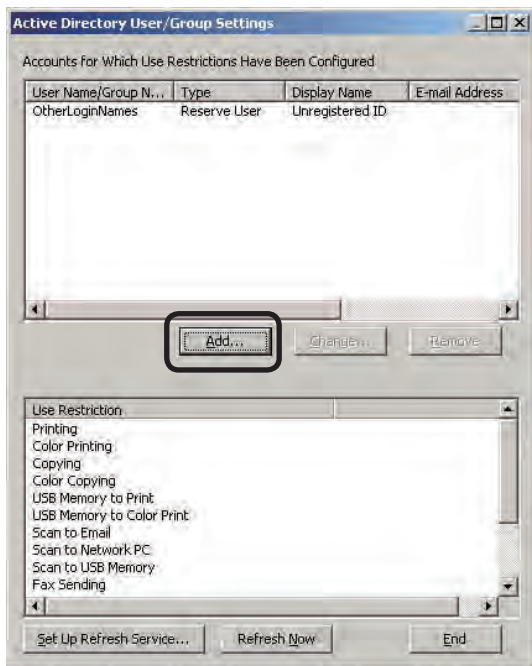 Active Directory User/Group Settings
Accounts for Which Use Restrictions Have Been Configured
User Name/Group N... Type Display Name E-mail Address
OtherLoginNames Reserve User Unregistered ID
Add... Change... Remove
Use Restriction
Printing
Color Printing
Copying
Color Copying
USB Memory to Print
USB Memory to Color Print
Scan to Email
Scan to Network PC
Scan to USB Memory
Fax Sending
Set Up Refresh Service... Refresh Now End